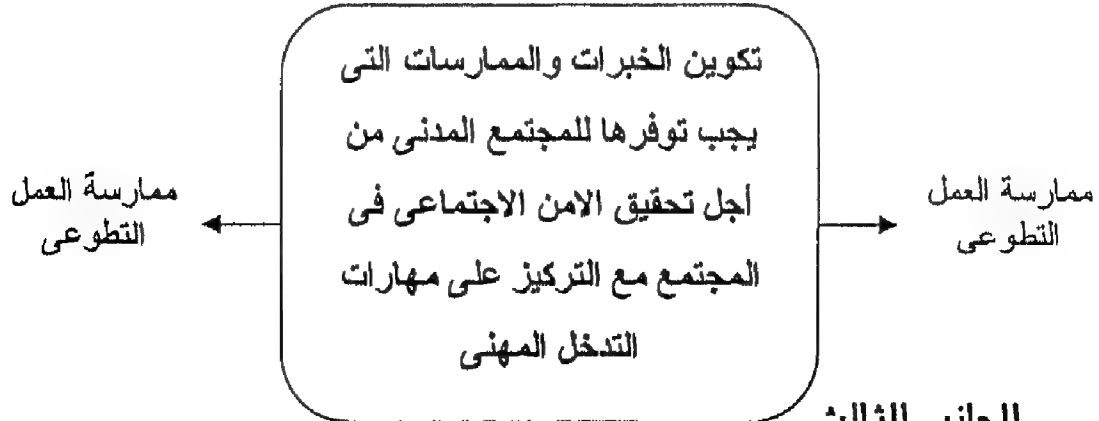 تكوين الخبرات والممارسات التى
يجب توفرها للمجتمع المدنى من
أجل تحقيق الامن الاجتماعى فى
المجتمع مع التركيز على مهارات
التدخل المهنى
ممارسة العمل
التطوعى
ممارسة العمل
التطوعى